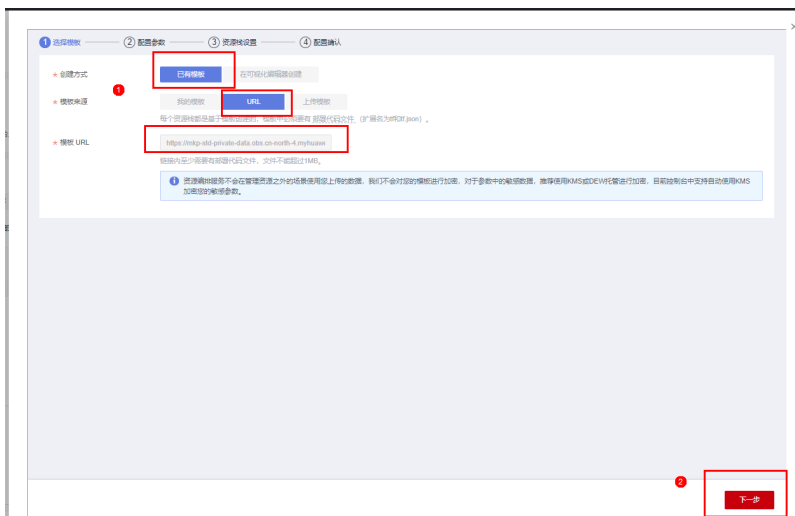 1 选择模板 2 配置参数 3 资源栈设置 4 配置确认
* 创建方式 已有模板 在可视化编辑器创建
1
* 模板来源 我的模板 URL 上传模板
每个资源栈都是基于模板创建的，模板中必须要有 部署代码文件（扩展名为tf和tf.json）。
* 模板 URL https://mkp-std-private-data.obs.cn-north-4.myhuawe
链接内至少需要有部署代码文件，文件不能超过1MB。
资源编排服务不会在管理资源之外的场景使用您上传的数据，我们不会对您的模板进行加密，对于参数中的敏感数据，推荐使用KMS或DEW托管进行加密，目前控制台中支持自动使用KMS
加密您的敏感参数。
2
下一步